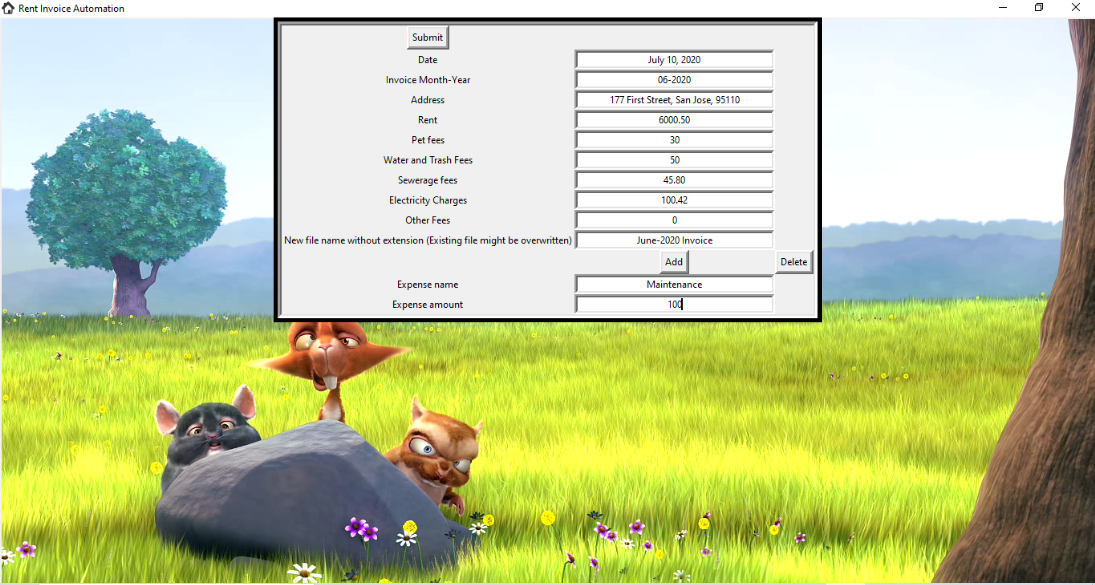 Rent Invoice Automation
Submit
Date July 10, 2020
Invoice Month-Year 06-2020
Address 177 First Street, San Jose, 95110
Rent 6000.50
Pet fees 30
Water and Trash Fees 50
Sewerage fees 45.80
Electricity Charges 100.42
Other Fees 0
New file name without extension (Existing file might be overwritten) June-2020 Invoice
Add Delete
Expense name Maintenance
Expense amount 100